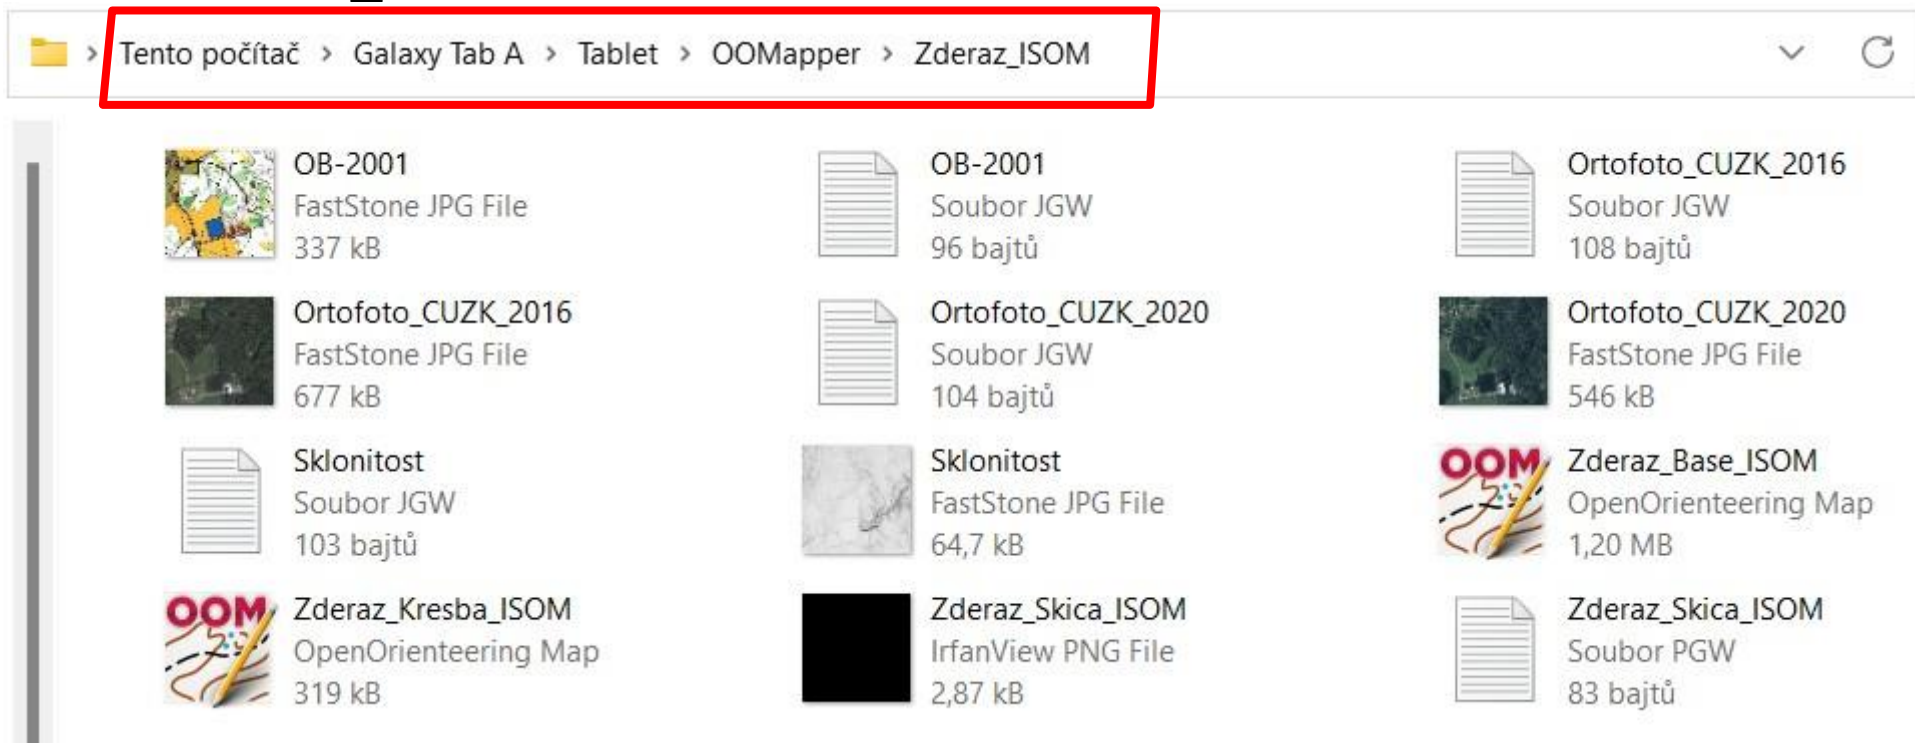 Tento počítač > Galaxy Tab A > Tablet > OOMapper > Zderaz_ISOM
OB-2001
FastStone JPG File
337 kB
OB-2001
Soubor JGW
96 bajtů
Ortofoto_CUZK_2016
Soubor JGW
108 bajtů
Ortofoto_CUZK_2016
FastStone JPG File
677 kB
Ortofoto_CUZK_2020
Soubor JGW
104 bajtů
Ortofoto_CUZK_2020
FastStone JPG File
546 kB
Sklonitost
Soubor JGW
103 bajtů
Sklonitost
FastStone JPG File
64,7 kB
OOM
Zderaz_Base_ISOM
OpenOrienteering Map
1,20 MB
OOM
Zderaz_Kresba_ISOM
OpenOrienteering Map
319 kB
Zderaz_Skica_ISOM
IrfanView PNG File
2,87 kB
Zderaz_Skica_ISOM
Soubor PGW
83 bajtů